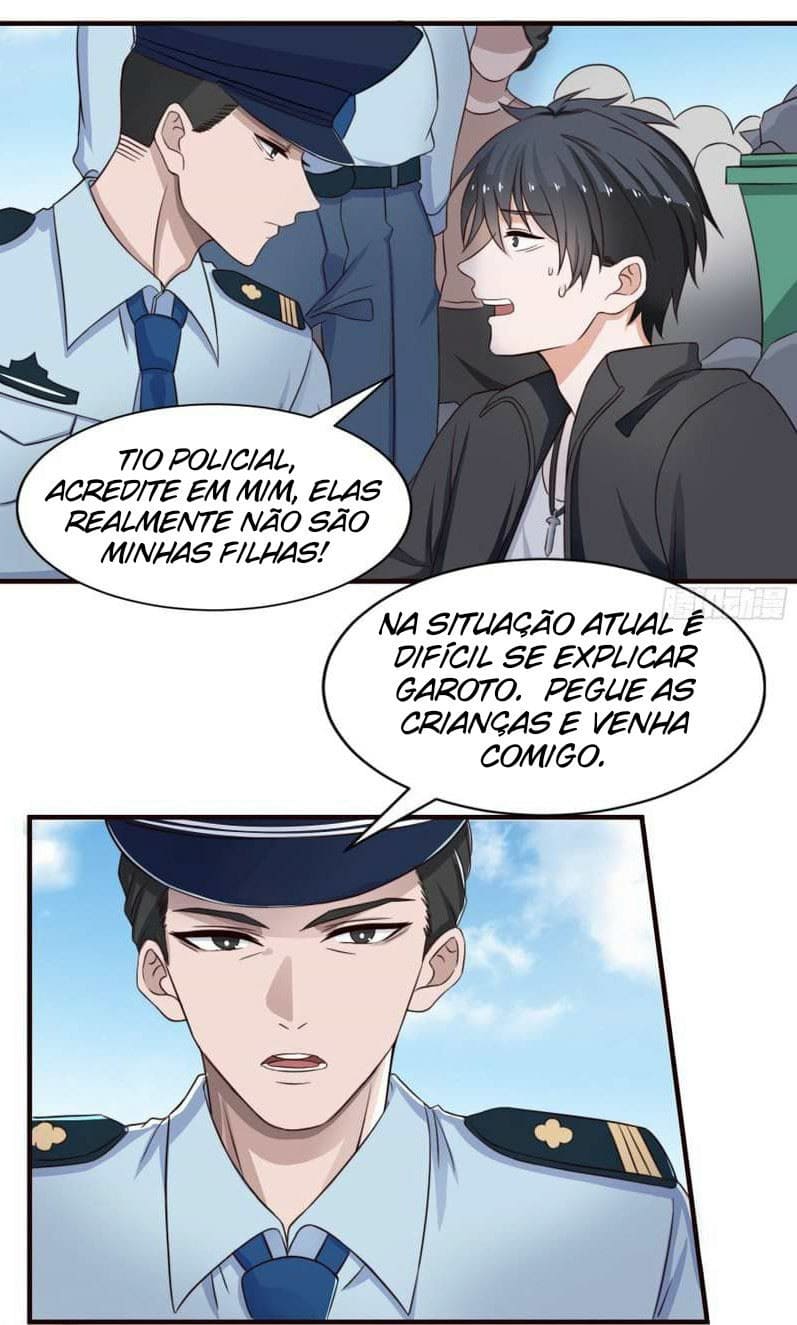 TIO POLICIAL,
ACREDITE EM MIM, ELAS
REALMENTE NÃO SÃO
MINHAS FILHAS!
NA SITUAÇÃO ATUAL É
DIFÍCIL SE EXPLICAR
GAROTO. PEGUE AS
CRIANÇAS E VENHA
COMIGO.